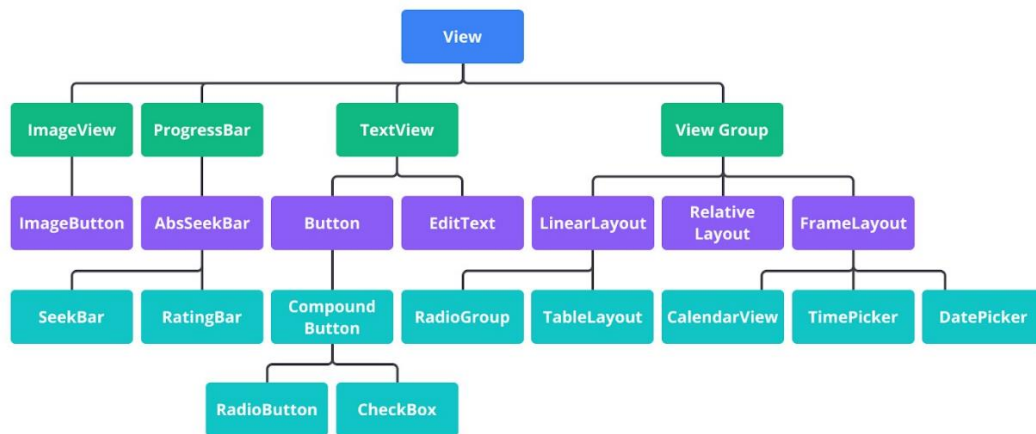 View
ImageView
ProgressBar
TextView
View Group
ImageButton
AbsSeekBar
Button
EditText
LinearLayout
Relative
Layout
FrameLayout
SeekBar
RatingBar
Compound
Button
RadioGroup
TableLayout
CalendarView
TimePicker
DatePicker
RadioButton
CheckBox